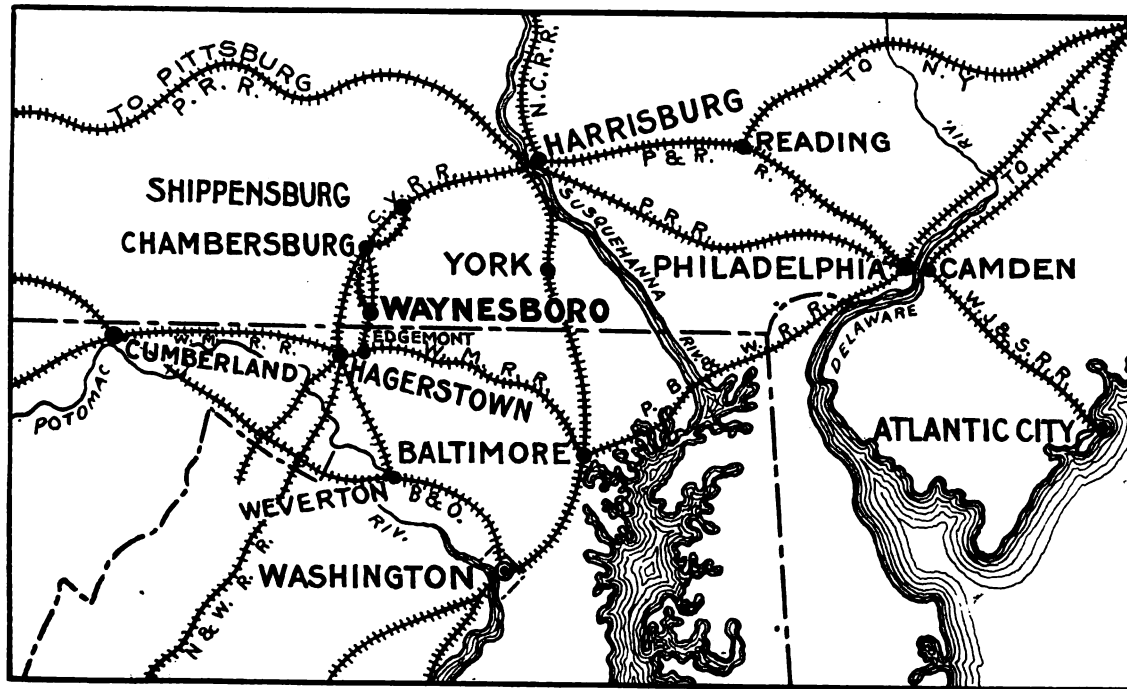 TO PITTSBURG
P. R. R.
N. C. R. R.
TO N. Y.
HARRISBURG
P & R.
R. R.
READING
RIV.
TO N. Y.
SHIPPENSBURG
C. V. R. R.
SUSQUEHANNA
RIVER
P. R. R.
CHAMBERSBURG
YORK
PHILADELPHIA
CAMDEN
WAYNESBORO
EDGEMONT
W. M. R. R.
W. M. R. R.
CUMBERLAND
HAGERSTOWN
POTOMAC
RIV.
P. B. & W. R. R.
DELAWARE
W. J. & S. R. R.
ATLANTIC CITY
BALTIMORE
WEVERTON
B & O.
WASHINGTON
N & W. R. R.